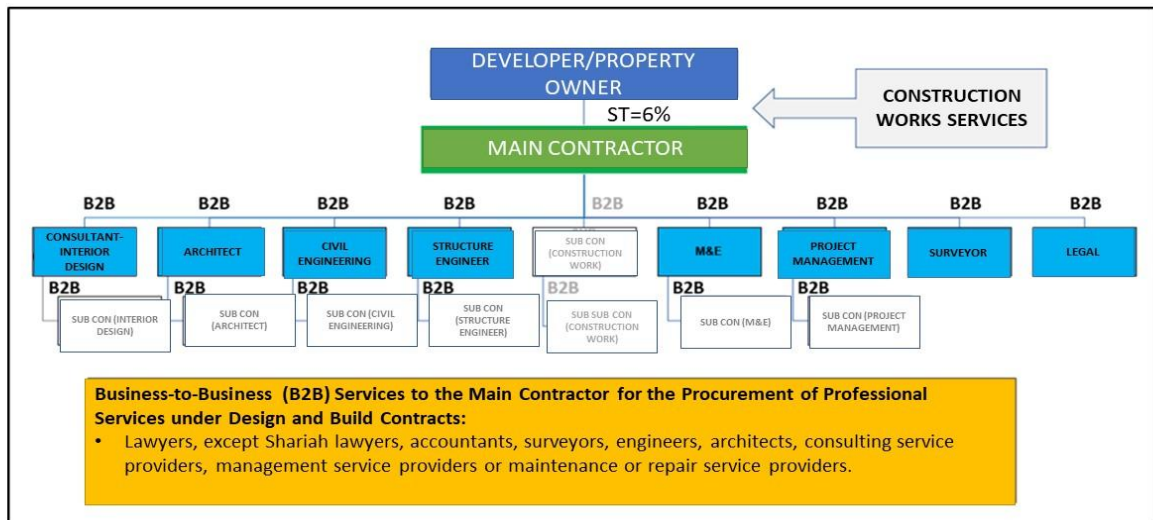 DEVELOPER/PROPERTY
OWNER
ST=6%
CONSTRUCTION
WORKS SERVICES
MAIN CONTRACTOR
B2B
B2B
B2B
B2B
B2B
B2B
B2B
B2B
B2B
CONSULTANT-
INTERIOR
DESIGN
ARCHITECT
CIVIL
ENGINEERING
STRUCTURE
ENGINEER
SUB CON
(CONSTRUCTION
WORK)
M&E
PROJECT
MANAGEMENT
SURVEYOR
LEGAL
B2B
B2B
B2B
B2B
B2B
B2B
B2B
SUB CON (INTERIOR
DESIGN)
SUB CON
(ARCHITECT)
SUB CON (CIVIL
ENGINEERING)
SUB CON
(STRUCTURE
ENGINEER)
SUB SUB CON
(CONSTRUCTION
WORK)
SUB CON (M&E)
SUB CON (PROJECT
MANAGEMENT)
Business-to-Business (B2B) Services to the Main Contractor for the Procurement of Professional
Services under Design and Build Contracts:
• Lawyers, except Shariah lawyers, accountants, surveyors, engineers, architects, consulting service
providers, management service providers or maintenance or repair service providers.